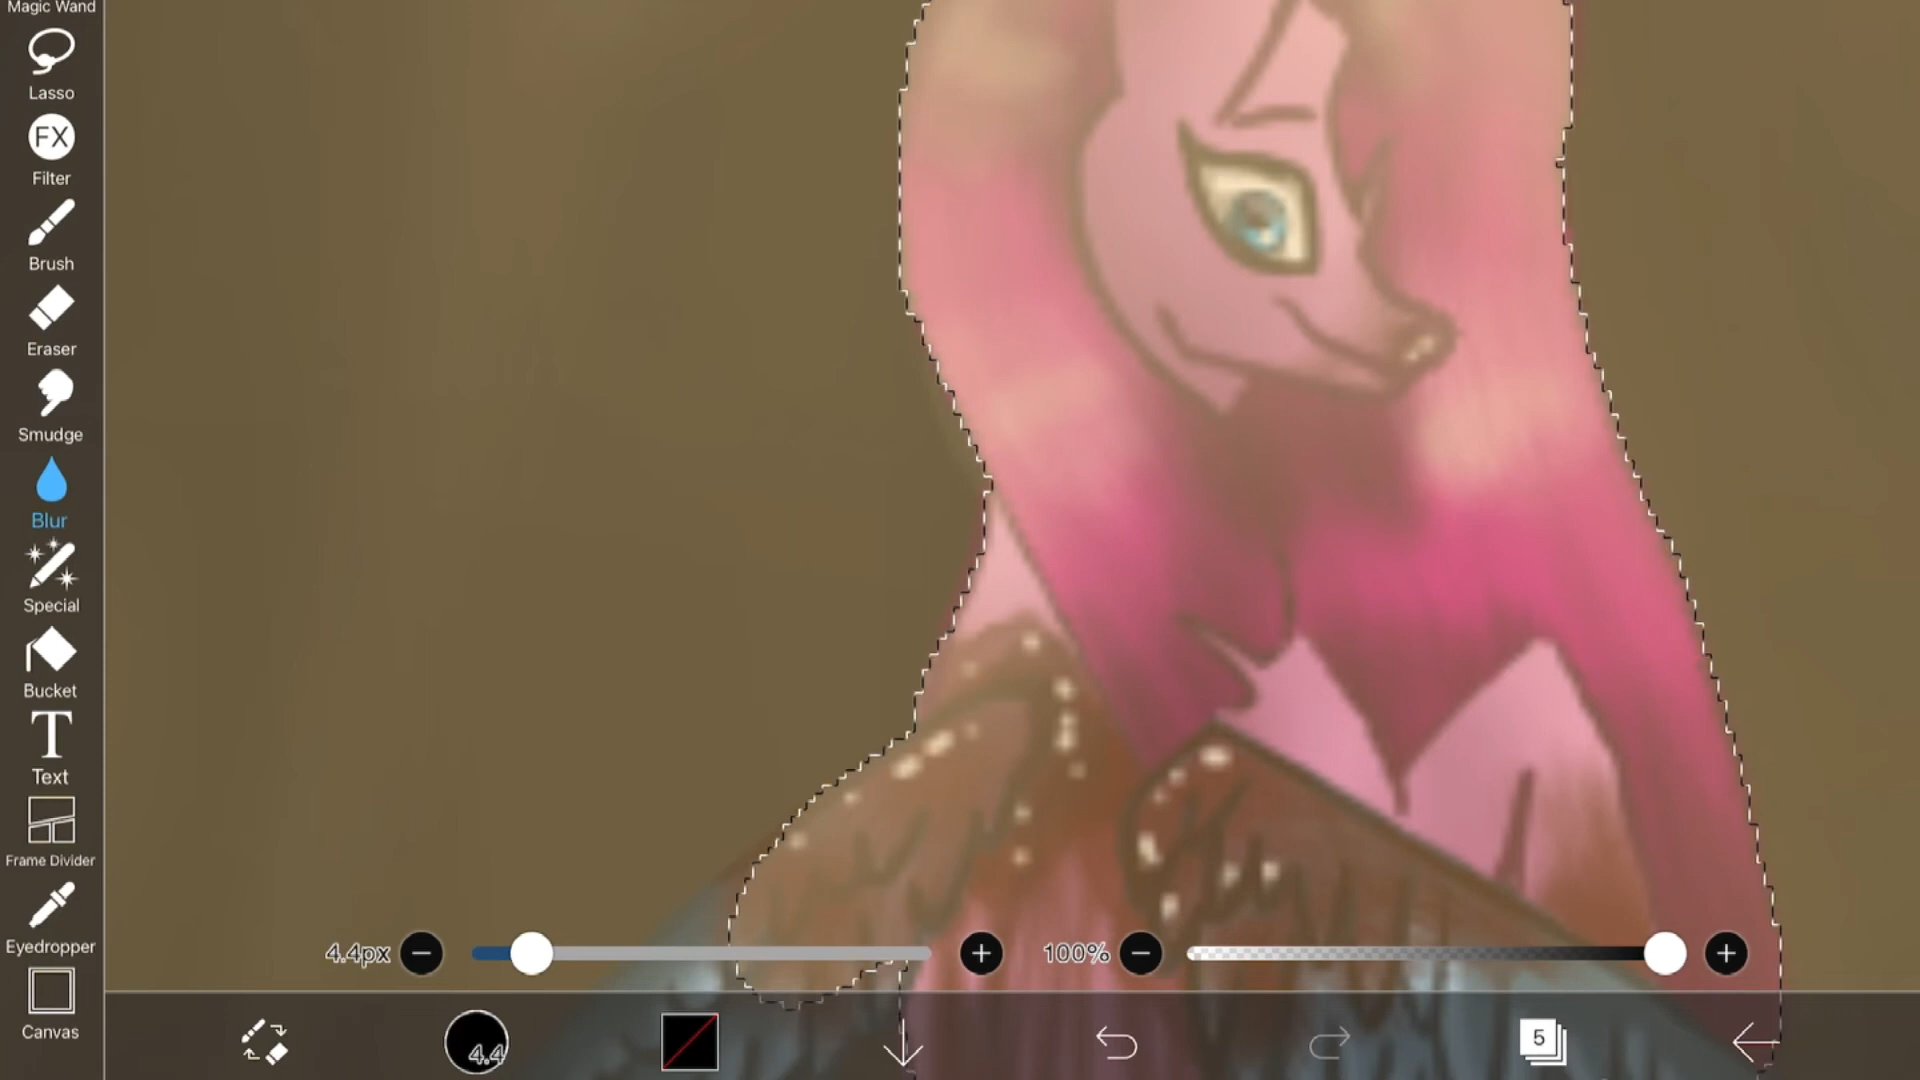 Magic Wand
Lasso
FX
Filter
Brush
Eraser
Smudge
Blur
Special
Bucket
T
Text
Frame Divider
Eyedropper
Canvas
4.4px
100%
4.4
5